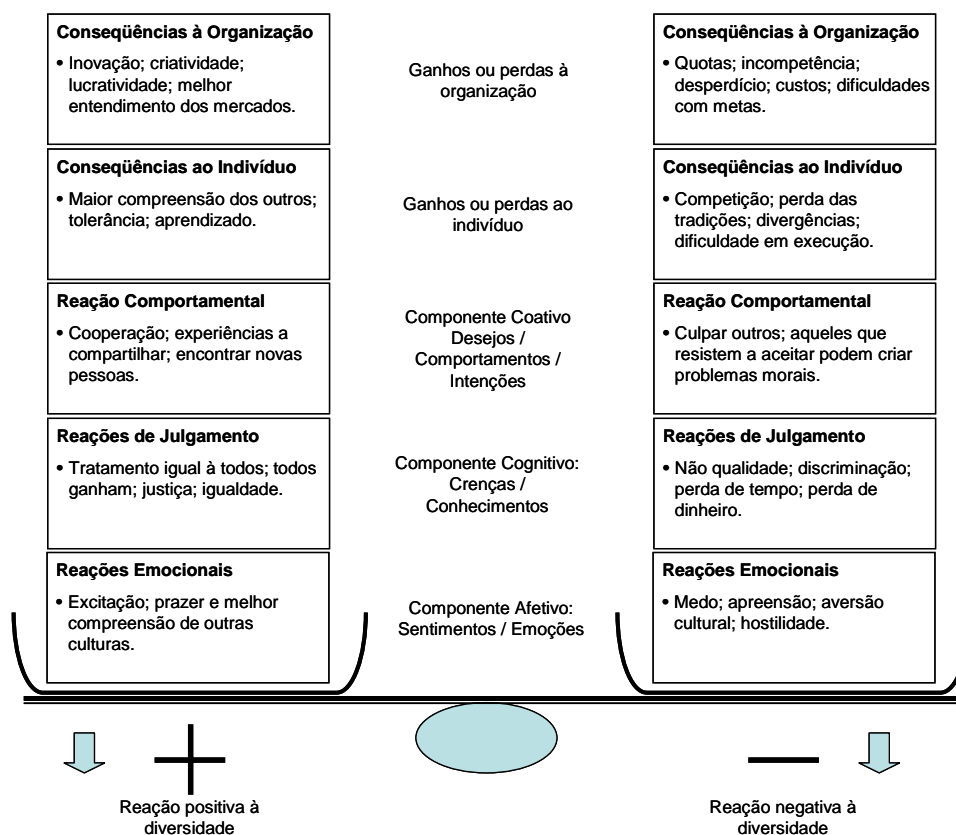 Conseqüências à Organização
• Inovação; criatividade;
lucratividade; melhor
entendimento dos mercados.
Ganhos ou perdas à
organização
Conseqüências à Organização
• Quotas; incompetência;
desperdício; custos; dificuldades
com metas.
Conseqüências ao Indivíduo
• Maior compreensão dos outros;
tolerância; aprendizado.
Ganhos ou perdas ao
indivíduo
Conseqüências ao Indivíduo
• Competição; perda das
tradições; divergências;
dificuldade em execução.
Reação Comportamental
• Cooperação; experiências a
compartilhar; encontrar novas
pessoas.
Componente Coativo
Desejos /
Comportamentos /
Intenções
Reação Comportamental
• Culpar outros; aqueles que
resistem a aceitar podem criar
problemas morais.
Reações de Julgamento
• Tratamento igual à todos; todos
ganham; justiça; igualdade.
Componente Cognitivo:
Crenças /
Conhecimentos
Reações de Julgamento
• Não qualidade; discriminação;
perda de tempo; perda de
dinheiro.
Reações Emocionais
• Excitação; prazer e melhor
compreensão de outras
culturas.
Componente Afetivo:
Sentimentos / Emoções
Reações Emocionais
• Medo; apreensão; aversão
cultural; hostilidade.
Reação positiva à
diversidade
Reação negativa à
diversidade